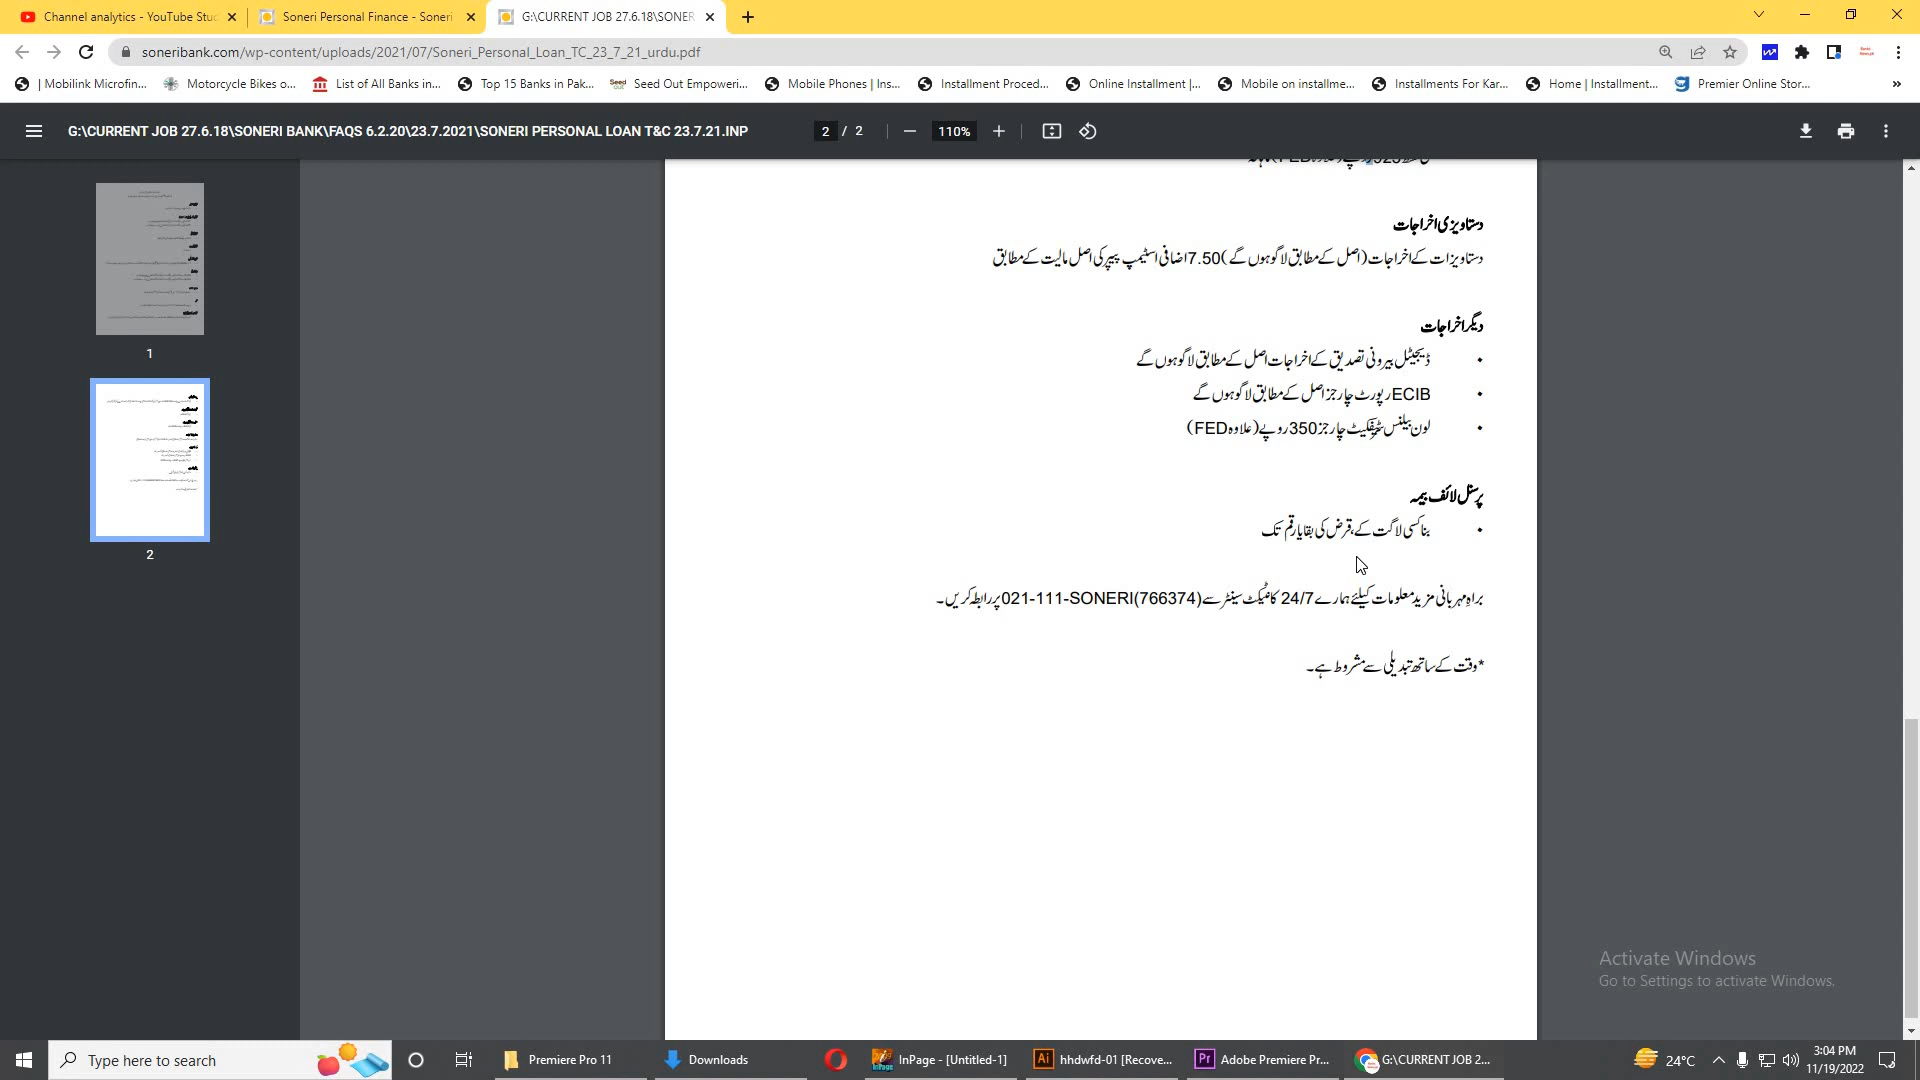 Channel analytics - YouTube Stu
Soneri Personal Finance - Soneri
G:\CURRENT JOB 27.6.18\SONER
soneribank.com/wp-content/uploads/2021/07/Soneri_Personal_Loan_TC_23_7_21_urdu.pdf
| Mobilink Microfin... Motorcycle Bikes o... List of All Banks in... Top 15 Banks in Pak... Seed Out Empoweri... Mobile Phones | Ins... Installment Proced... Online Installment |... Mobile on installme... Installments For Kar... Home | Installment... Premier Online Stor... »
G:\CURRENT JOB 27.6.18\SONERI BANK\FAQS 6.2.20\23.7.2021\SONERI PERSONAL LOAN T&C 23.7.21.INP
2 / 2
110%
1
2
دستاویزی اخراجات
دستاویزات کے اخراجات (اصل کے مطابق لاگو ہوں گے) 7.50 اضافی اسٹیمپ پیپر کی اصل مالیت کے مطابق
دیگر اخراجات
• ڈیجیٹل بیرونی تصدیق کے اخراجات اصل کے مطابق لاگو ہوں گے
• ECIB رپورٹ چارجز اصل کے مطابق لاگو ہوں گے
• لون بیلنس سرٹیفکیٹ چارجز 350 روپے (علاوہ FED)
پرسنل لائف بیمہ
• بنا کسی لاگت کے، قرض کی بقایا رقم تک
براہِ مہربانی مزید معلومات کیلئے ہمارے 24/7 کانٹیکٹ سینٹر سے 021-111-SONERI(766374) پر رابطہ کریں۔
* وقت کے ساتھ تبدیلی سے مشروط ہے۔
Activate Windows
Go to Settings to activate Windows.
Type here to search
Premiere Pro 11
Downloads
InPage - [Untitled-1]
hhdwfd-01 [Recove...
Adobe Premiere Pr...
G:\CURRENT JOB 2...
24°C
3:04 PM
11/19/2022